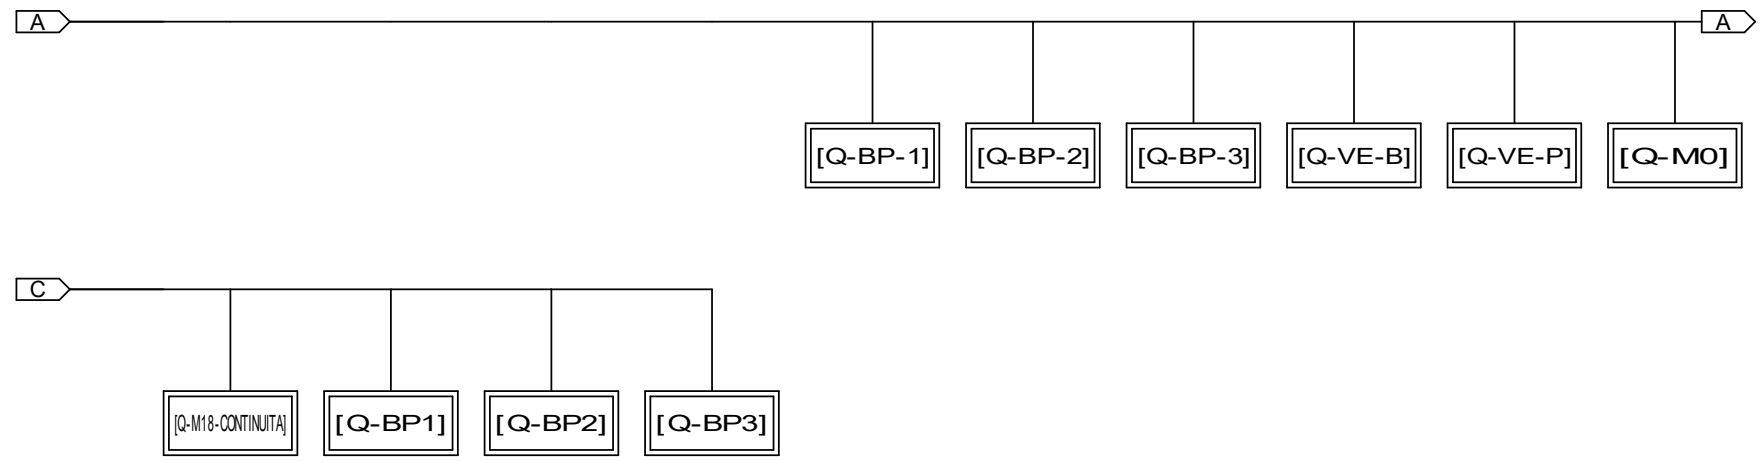 A A
[Q-BP-1] [Q-BP-2] [Q-BP-3] [Q-VE-B] [Q-VE-P] [Q-M0]
C
[Q-M18-CONTINUITA] [Q-BP1] [Q-BP2] [Q-BP3]